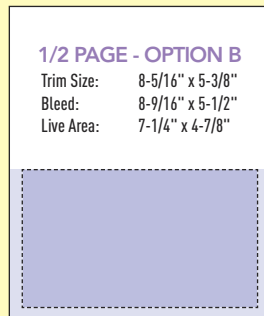 1/2 PAGE - OPTION B
Trim Size: 8-5/16" x 5-3/8"
Bleed: 8-9/16" x 5-1/2"
Live Area: 7-1/4" x 4-7/8"